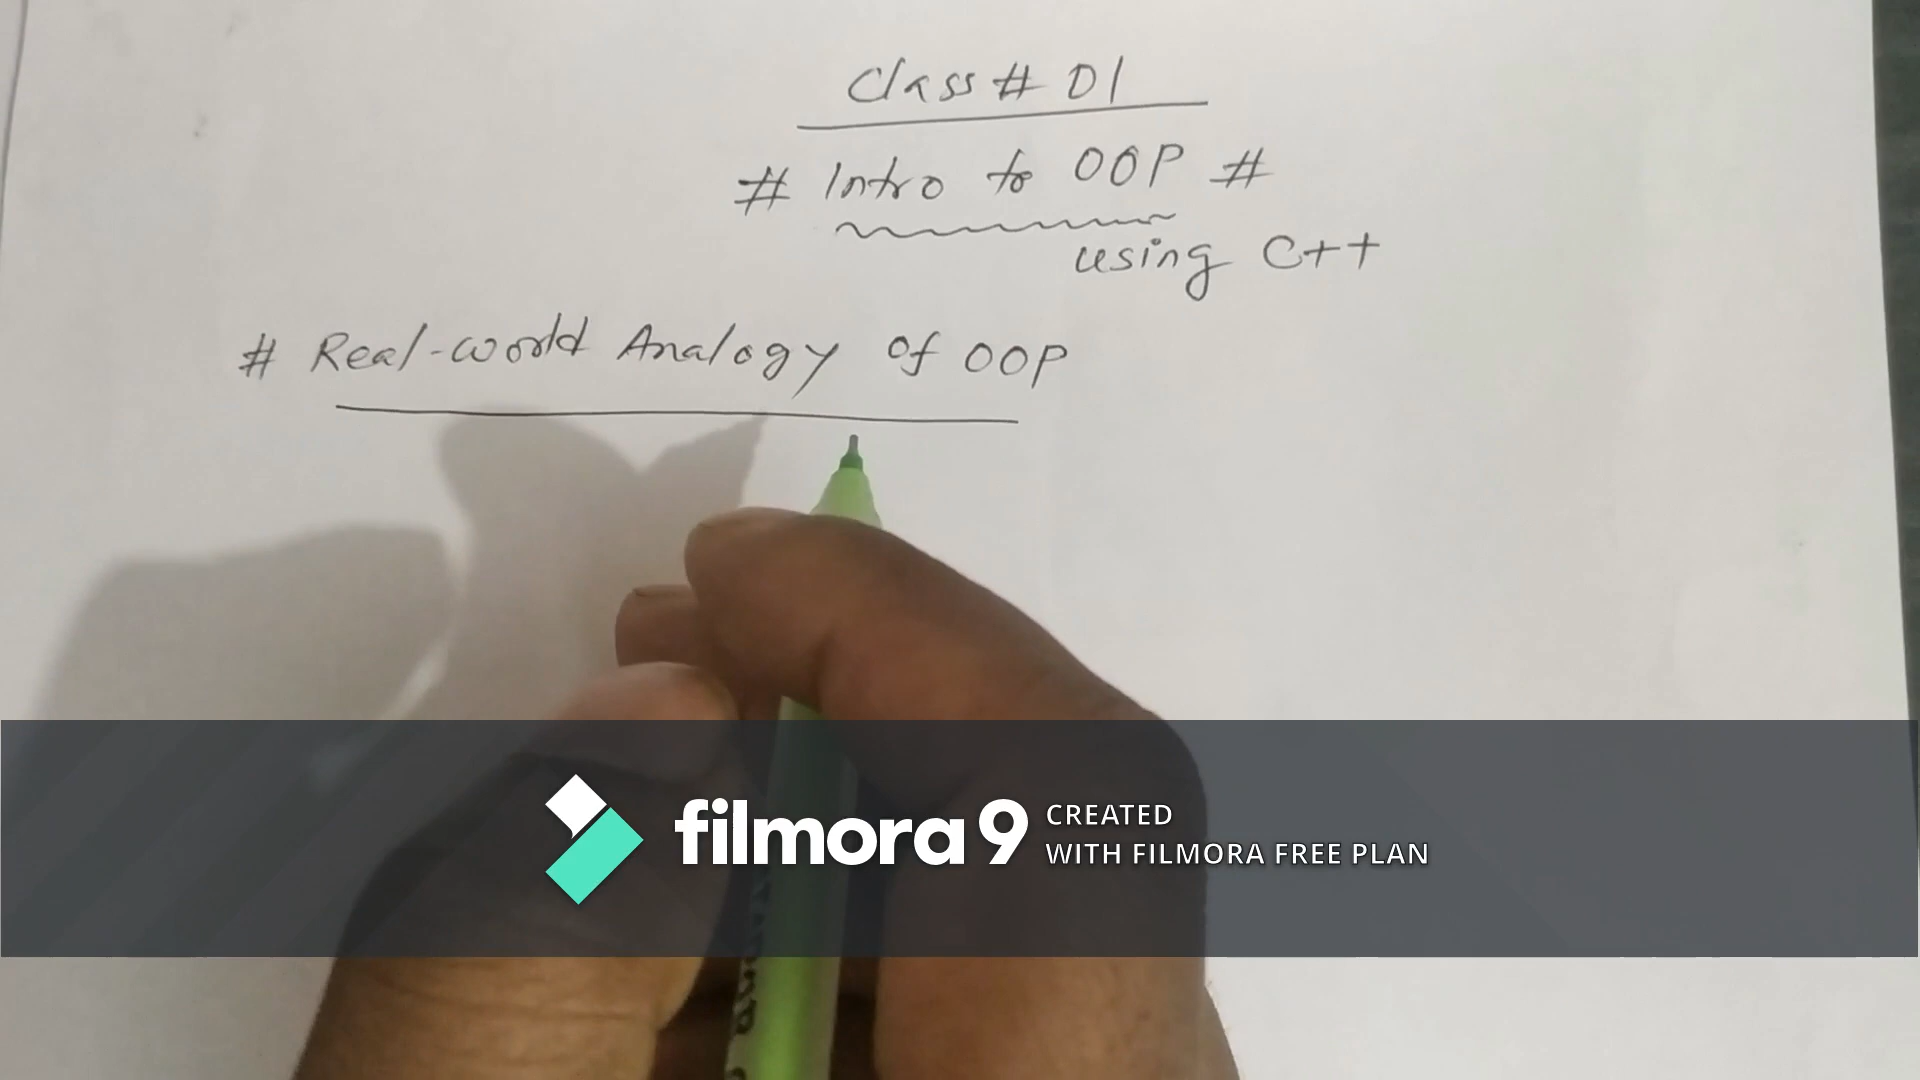 Class # 01
# Intro to OOP #
using C++
# Real-world Analogy of OOP
filmora 9
CREATED
WITH FILMORA FREE PLAN